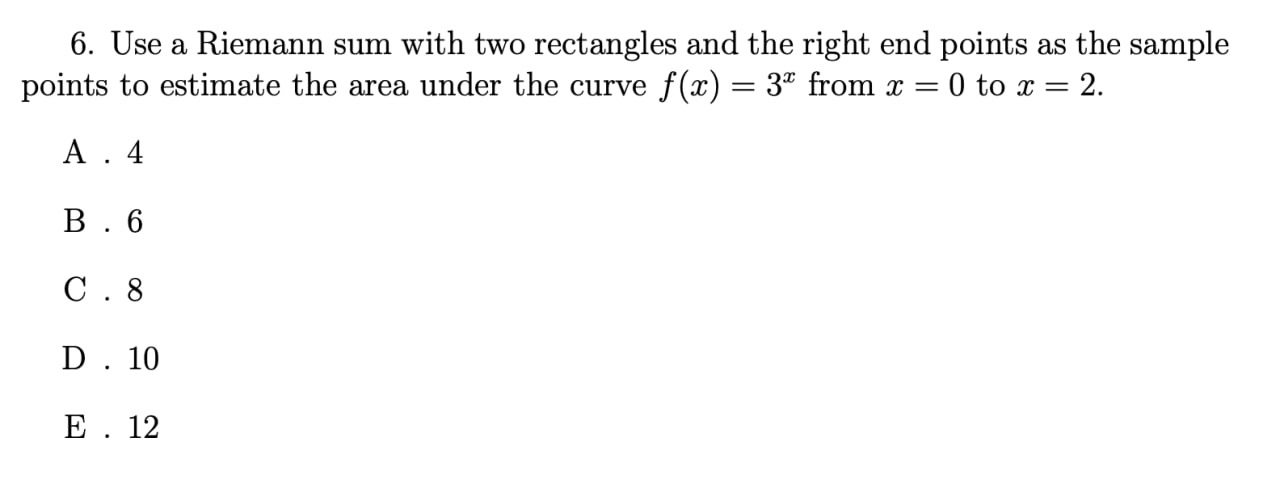 6. Use a Riemann sum with two rectangles and the right end points as the sample
points to estimate the area under the curve f(x) = 3ˣ from x = 0 to x = 2.
A . 4
B . 6
C . 8
D . 10
E . 12